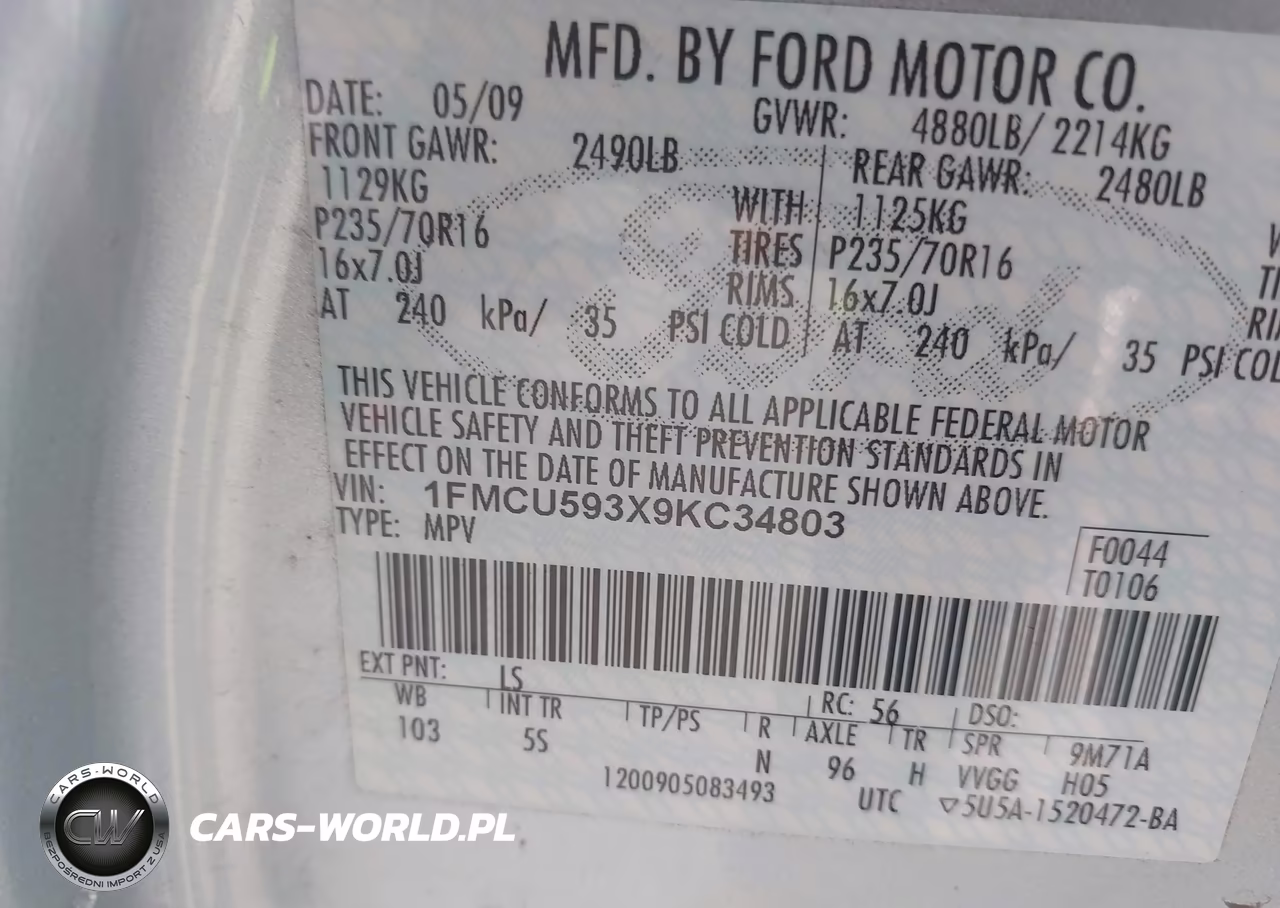 MFD. BY FORD MOTOR CO.
DATE: 05/09 GVWR: 4880LB/ 2214KG
FRONT GAWR: 2490LB REAR GAWR: 2480LB
1129KG WITH 1125KG
P235/70R16 TIRES P235/70R16
16x7.0J RIMS 16x7.0J
AT 240 kPa/ 35 PSI COLD AT 240 kPa/ 35 PSI COL
THIS VEHICLE CONFORMS TO ALL APPLICABLE FEDERAL MOTOR
VEHICLE SAFETY AND THEFT PREVENTION STANDARDS IN
EFFECT ON THE DATE OF MANUFACTURE SHOWN ABOVE.
VIN: 1FMCU593X9KC34803
TYPE: MPV
F0044
T0106
EXT PNT: LS RC: 56 DSO:
WB INT TR TP/PS R AXLE TR SPR 9M71A
103 5S N 96 H VVGG H05
1200905083493 UTC ▽5U5A-1520472-BA
CARS-WORLD
CW
BEZPOŚREDNI IMPORT Z USA
CARS-WORLD.PL